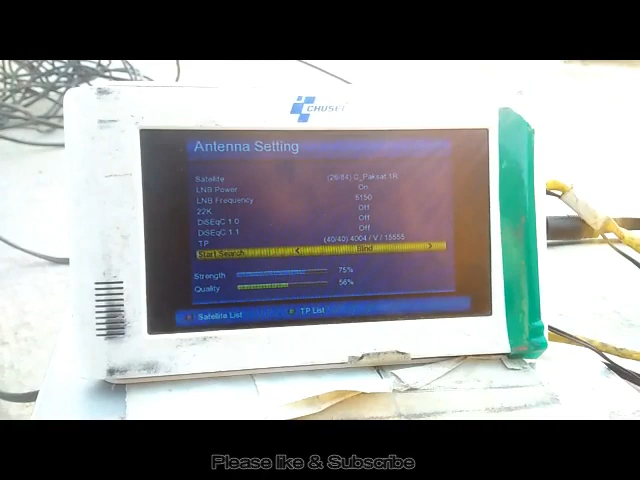 CHUSEI
Antenna Setting
Satellite (26/84) C_Paksat 1R
LNB Power On
LNB Frequency 5150
22K Off
DiSEqC 1.0 Off
DiSEqC 1.1 Off
TP (40/40) 4004 / V / 15555
Start Search < Blind >
Strength 75%
Quality 56%
Satellite List TP List
Please like & Subscribe